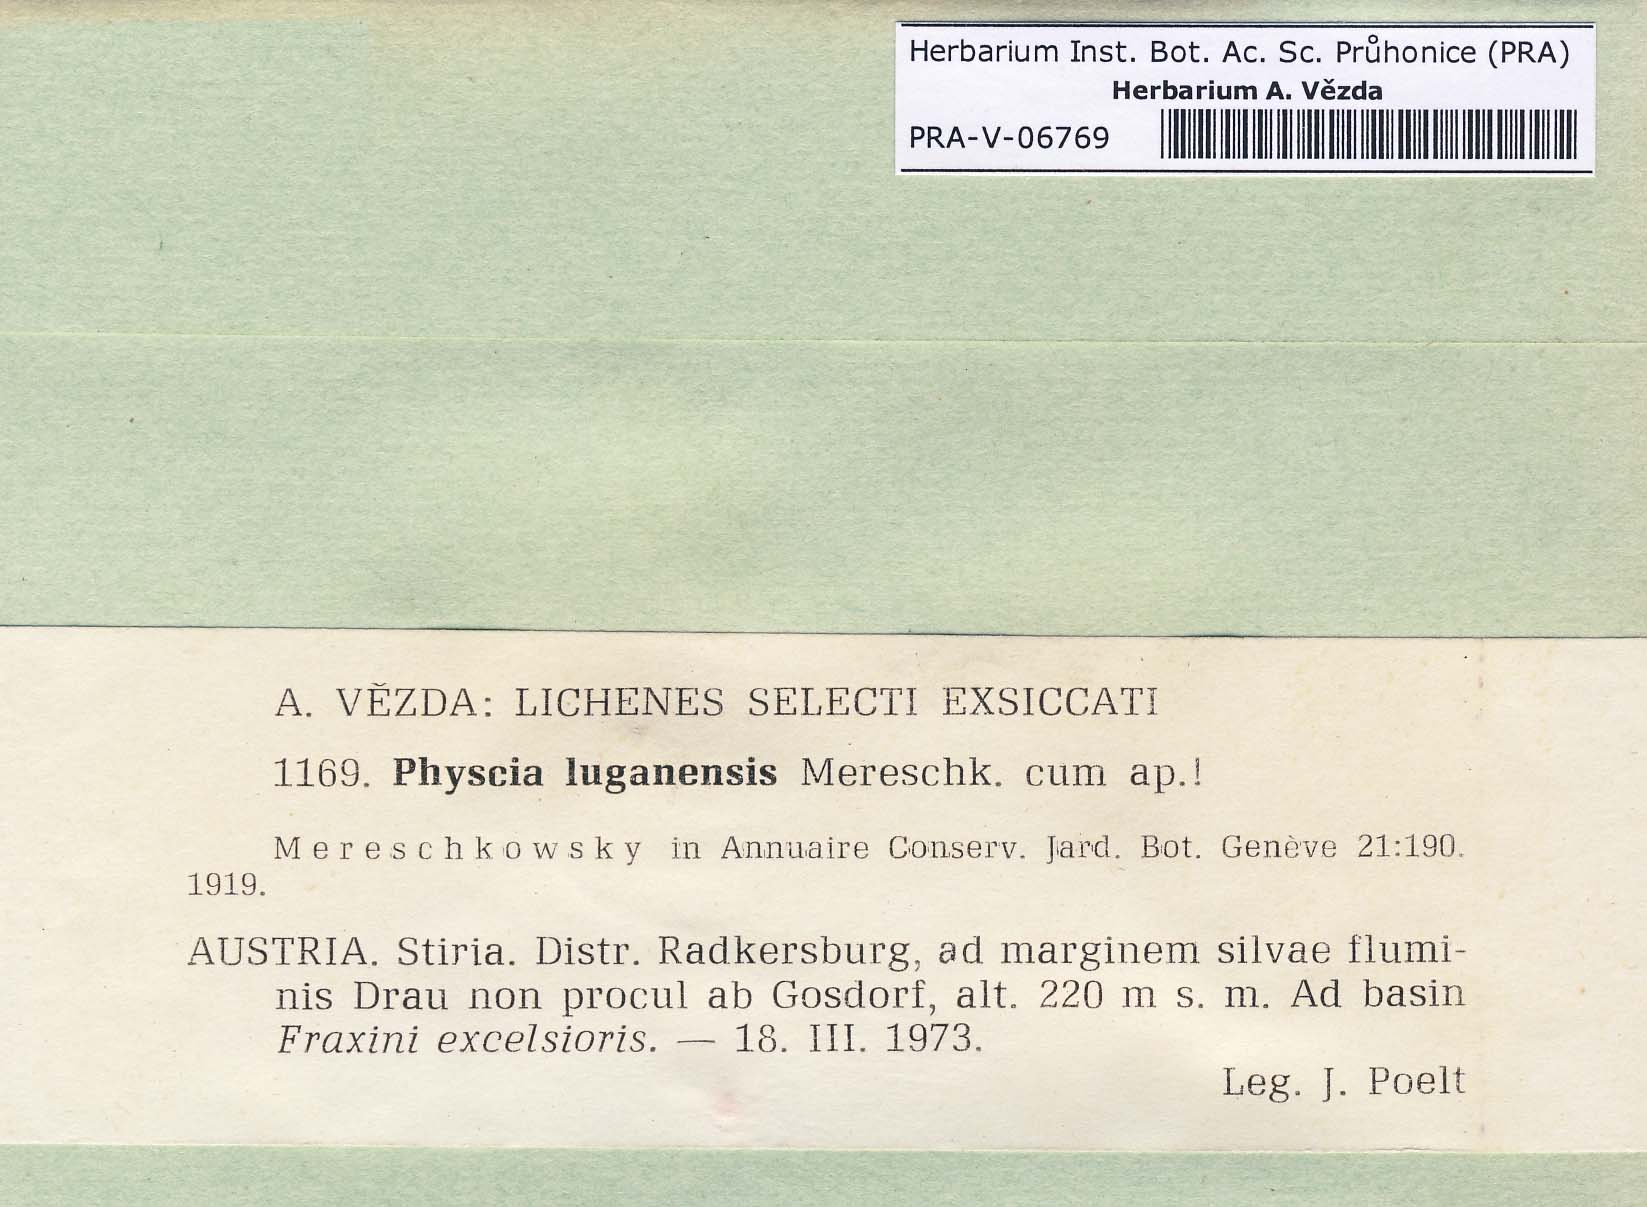 Herbarium Inst. Bot. Ac. Sc. Průhonice (PRA)
Herbarium A. Vězda
PRA-V-06769
A. VĚZDA: LICHENES SELECTI EXSICCATI
1169. Physcia luganensis Mereschk. cum ap.!
Mereschkowsky in Annuaire Conserv. Jard. Bot. Genève 21:190.
1919.
AUSTRIA. Stiria. Distr. Radkersburg, ad marginem silvae flumi-
nis Drau non procul ab Gosdorf, alt. 220 m s. m. Ad basin
Fraxini excelsioris. — 18. III. 1973.
Leg. J. Poelt